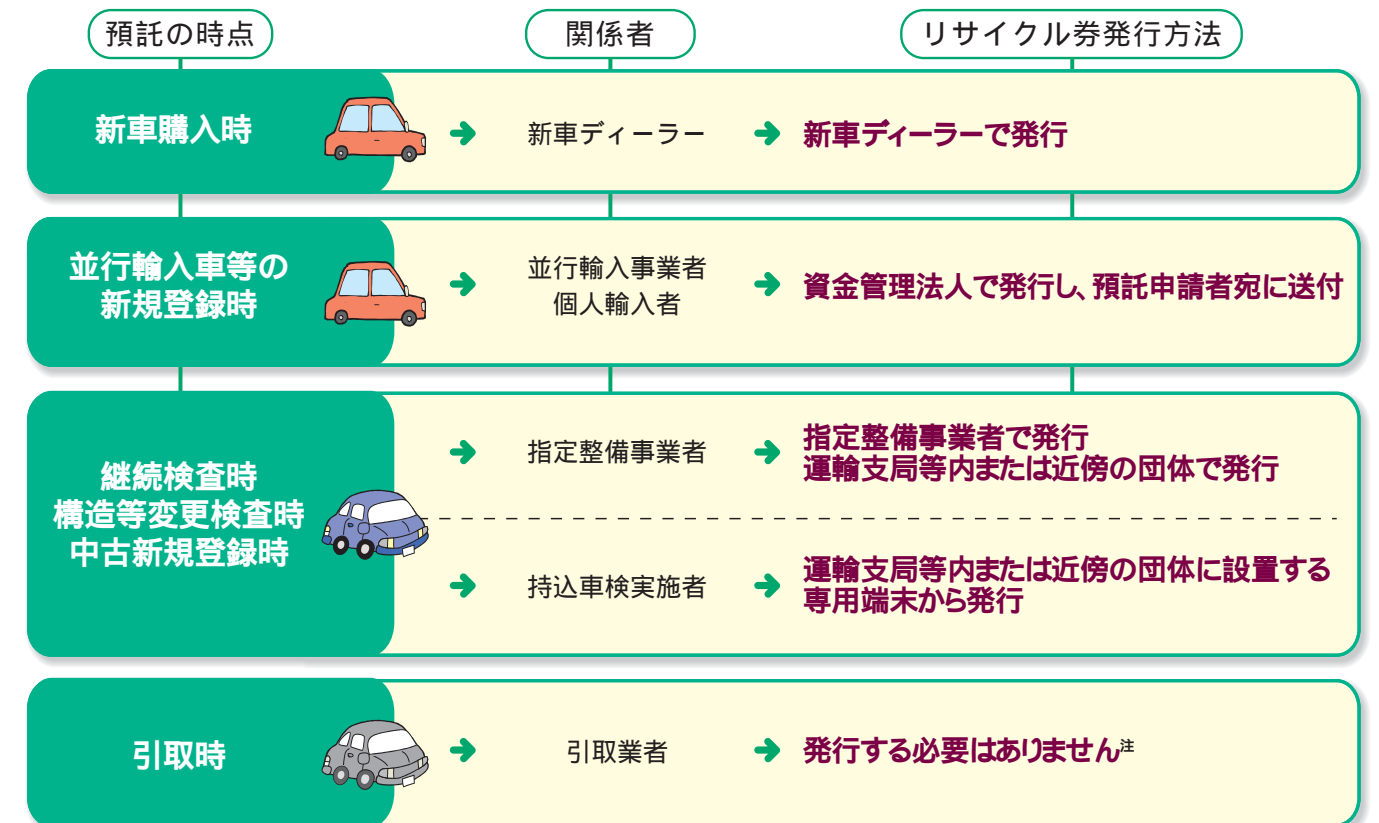 預託の時点
関係者
リサイクル券発行方法
新車購入時
新車ディーラー
新車ディーラーで発行
並行輸入車等の
新規登録時
並行輸入事業者
個人輸入者
資金管理法人で発行し、預託申請者宛に送付
継続検査時
構造等変更検査時
中古新規登録時
指定整備事業者
指定整備事業者で発行
運輸支局等内または近傍の団体で発行
持込車検実施者
運輸支局等内または近傍の団体に設置する
専用端末から発行
引取時
引取業者
発行する必要はありません注